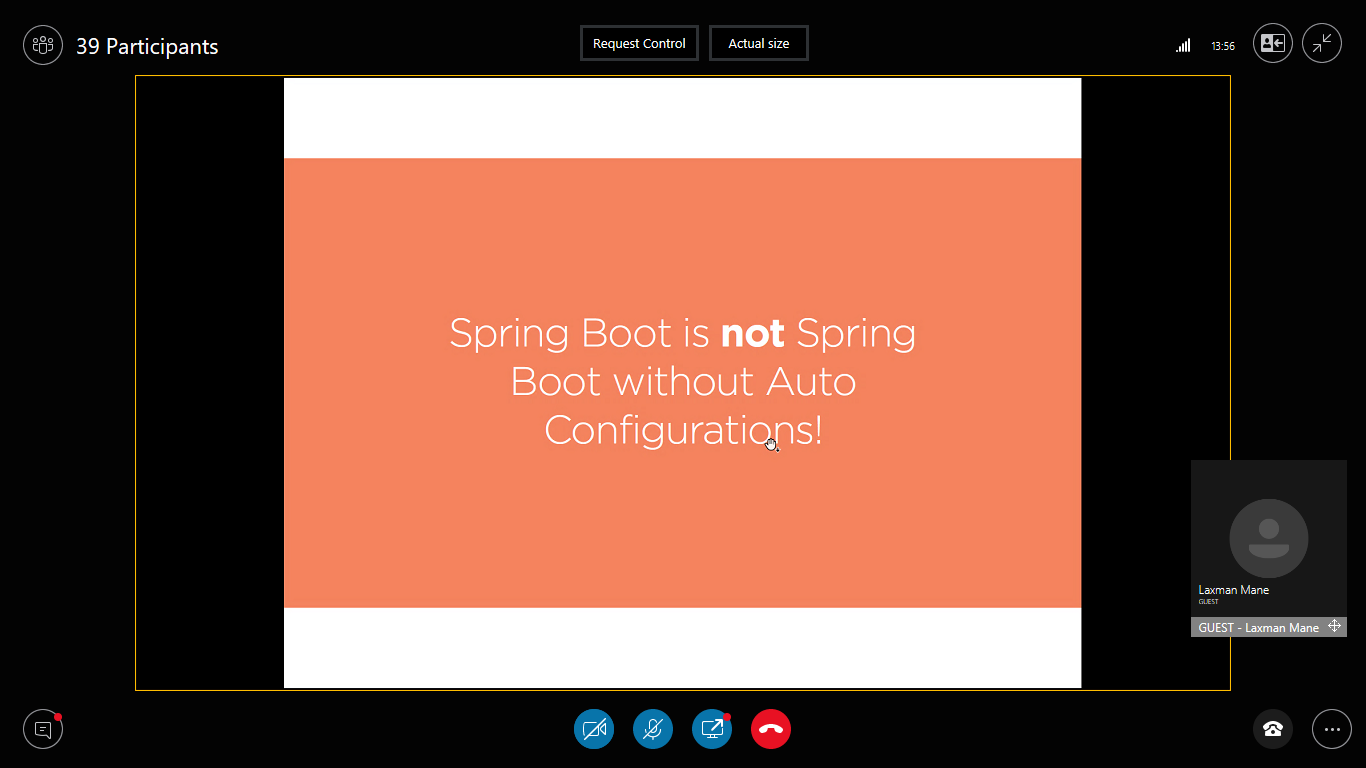 39 Participants
Request Control
Actual size
13:56
Spring Boot is not Spring
Boot without Auto
Configurations!
Laxman Mane
GUEST
GUEST - Laxman Mane